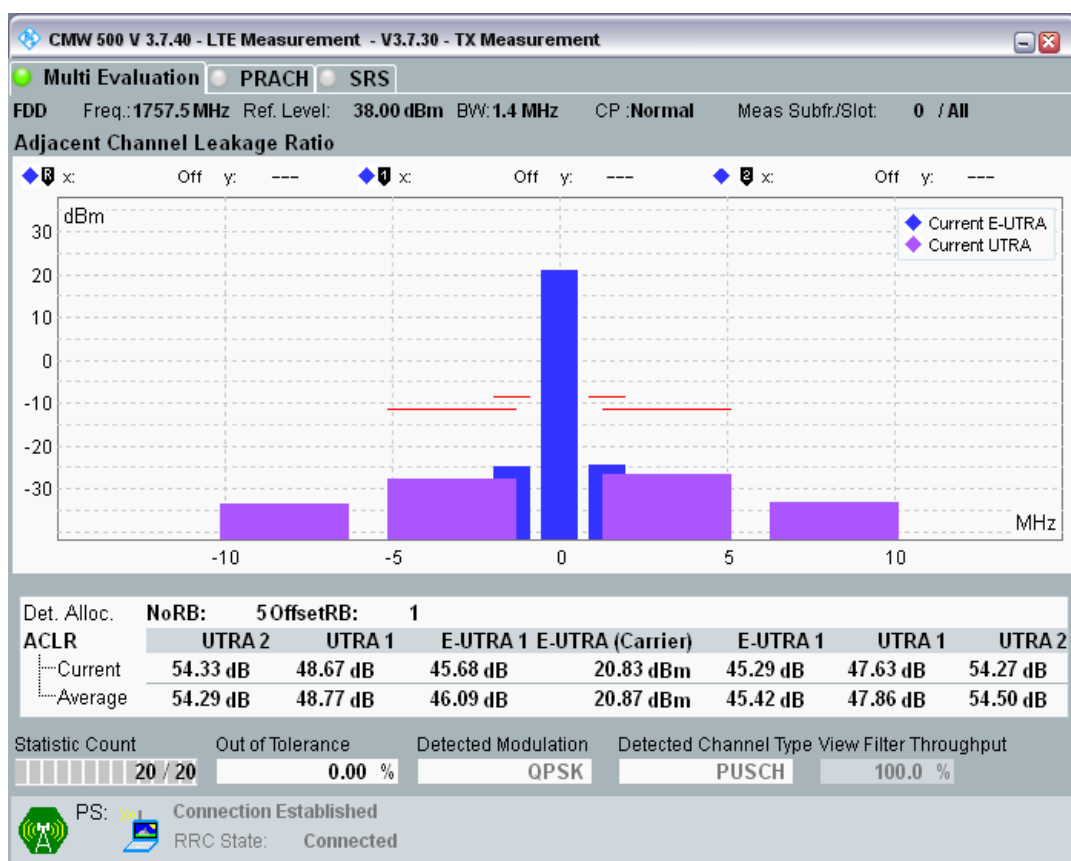 CMW 500 V 3.7.40 - LTE Measurement - V3.7.30 - TX Measurement
Multi Evaluation PRACH SRS
FDD Freq.: 1757.5 MHz Ref. Level: 38.00 dBm BW: 1.4 MHz CP :Normal Meas Subfr./Slot: 0 / All
Adjacent Channel Leakage Ratio
R x: Off y: --- 1 x: Off y: --- 2 x: Off y: ---
dBm
Current E-UTRA
Current UTRA
30
20
10
0
-10
-20
-30
MHz
-10 -5 0 5 10
Det. Alloc. NoRB: 5 OffsetRB: 1
ACLR UTRA 2 UTRA 1 E-UTRA 1 E-UTRA (Carrier) E-UTRA 1 UTRA 1 UTRA 2
Current 54.33 dB 48.67 dB 45.68 dB 20.83 dBm 45.29 dB 47.63 dB 54.27 dB
Average 54.29 dB 48.77 dB 46.09 dB 20.87 dBm 45.42 dB 47.86 dB 54.50 dB
Statistic Count Out of Tolerance Detected Modulation Detected Channel Type View Filter Throughput
20 / 20 0.00 % QPSK PUSCH 100.0 %
PS: Connection Established
RRC State: Connected